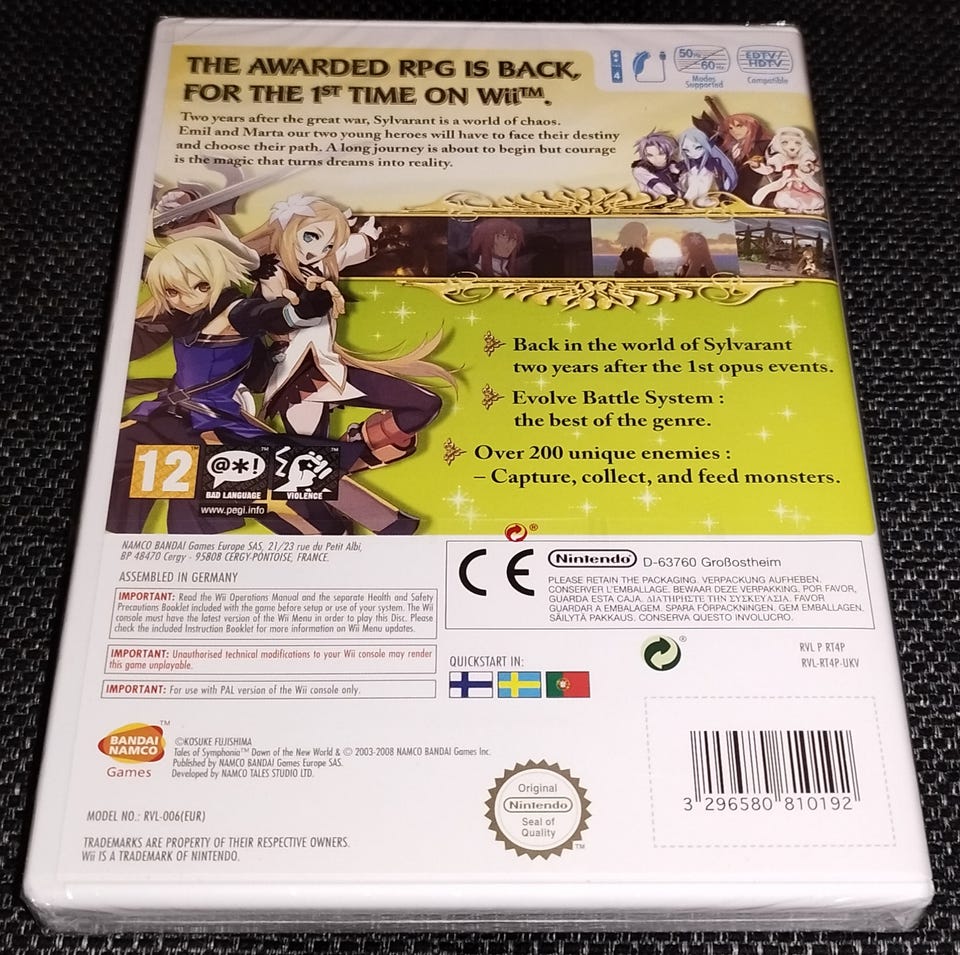 THE AWARDED RPG IS BACK,
FOR THE 1ST TIME ON Wii™.
4
50Hz
60Hz
Modes
Supported
EDTV/
HDTV
Compatible
Two years after the great war, Sylvarant is a world of chaos.
Emil and Marta our two young heroes will have to face their destiny
and choose their path. A long journey is about to begin but courage
is the magic that turns dreams into reality.
Back in the world of Sylvarant
two years after the 1st opus events.
Evolve Battle System :
the best of the genre.
Over 200 unique enemies :
– Capture, collect, and feed monsters.
12 ™
@*! ™
BAD LANGUAGE
VIOLENCE ™
www.pegi.info
NAMCO BANDAI Games Europe SAS, 21/23 rue du Petit Albi,
BP 48470 Cergy - 95808 CERGY-PONTOISE, FRANCE.
ASSEMBLED IN GERMANY
IMPORTANT: Read the Wii Operations Manual and the separate Health and Safety
Precautions Booklet included with the game before setup or use of your system. The Wii
console must have the latest version of the Wii Menu in order to play this Disc. Please
check the included Instruction Booklet for more information on Wii Menu updates.
IMPORTANT: Unauthorised technical modifications to your Wii console may render
this game unplayable.
IMPORTANT: For use with PAL version of the Wii console only.
®
CE
Nintendo® D-63760 Großostheim
PLEASE RETAIN THE PACKAGING. VERPACKUNG AUFHEBEN.
CONSERVER L'EMBALLAGE. BEWAAR DEZE VERPAKKING. POR FAVOR,
GUARDA ESTA CAJA. ΔΙΑΤΗΡΗΣΤΕ ΤΗΝ ΣΥΣΚΕΥΑΣΙΑ. FAVOR
GUARDAR A EMBALAGEM. SPARA FÖRPACKNINGEN. GEM EMBALLAGEN.
SÄILYTÄ PAKKAUS. CONSERVA QUESTO INVOLUCRO.
QUICKSTART IN:
®
RVL P RT4P
RVL-RT4P-UKV
BANDAI
NAMCO ™
Games
©KOSUKE FUJISHIMA
Tales of Symphonia™ Dawn of the New World & © 2003-2008 NAMCO BANDAI Games Inc.
Published by NAMCO BANDAI Games Europe SAS.
Developed by NAMCO TALES STUDIO LTD.
MODEL NO.: RVL-006(EUR)
TRADEMARKS ARE PROPERTY OF THEIR RESPECTIVE OWNERS.
Wii IS A TRADEMARK OF NINTENDO.
Original
Nintendo®
Seal of
Quality
™
3 296580 810192